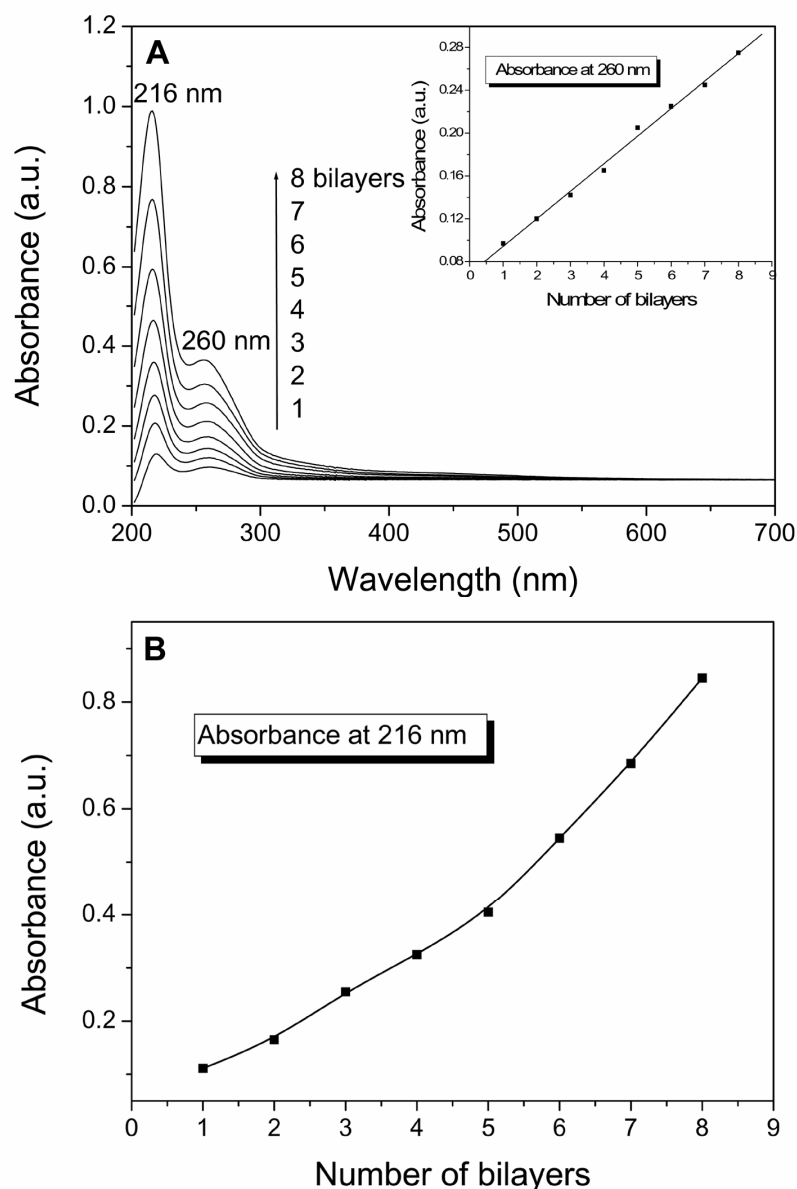 A
216 nm
260 nm
8 bilayers
7
6
5
4
3
2
1
1.2
1.0
0.8
0.6
0.4
0.2
0.0
Absorbance (a.u.)
200 300 400 500 600 700
Wavelength (nm)
Absorbance at 260 nm
0.28
0.24
0.20
0.16
0.12
0.08
Absorbance (a.u.)
0 1 2 3 4 5 6 7 8 9
Number of bilayers
B
Absorbance at 216 nm
0.8
0.6
0.4
0.2
Absorbance (a.u.)
0 1 2 3 4 5 6 7 8 9
Number of bilayers